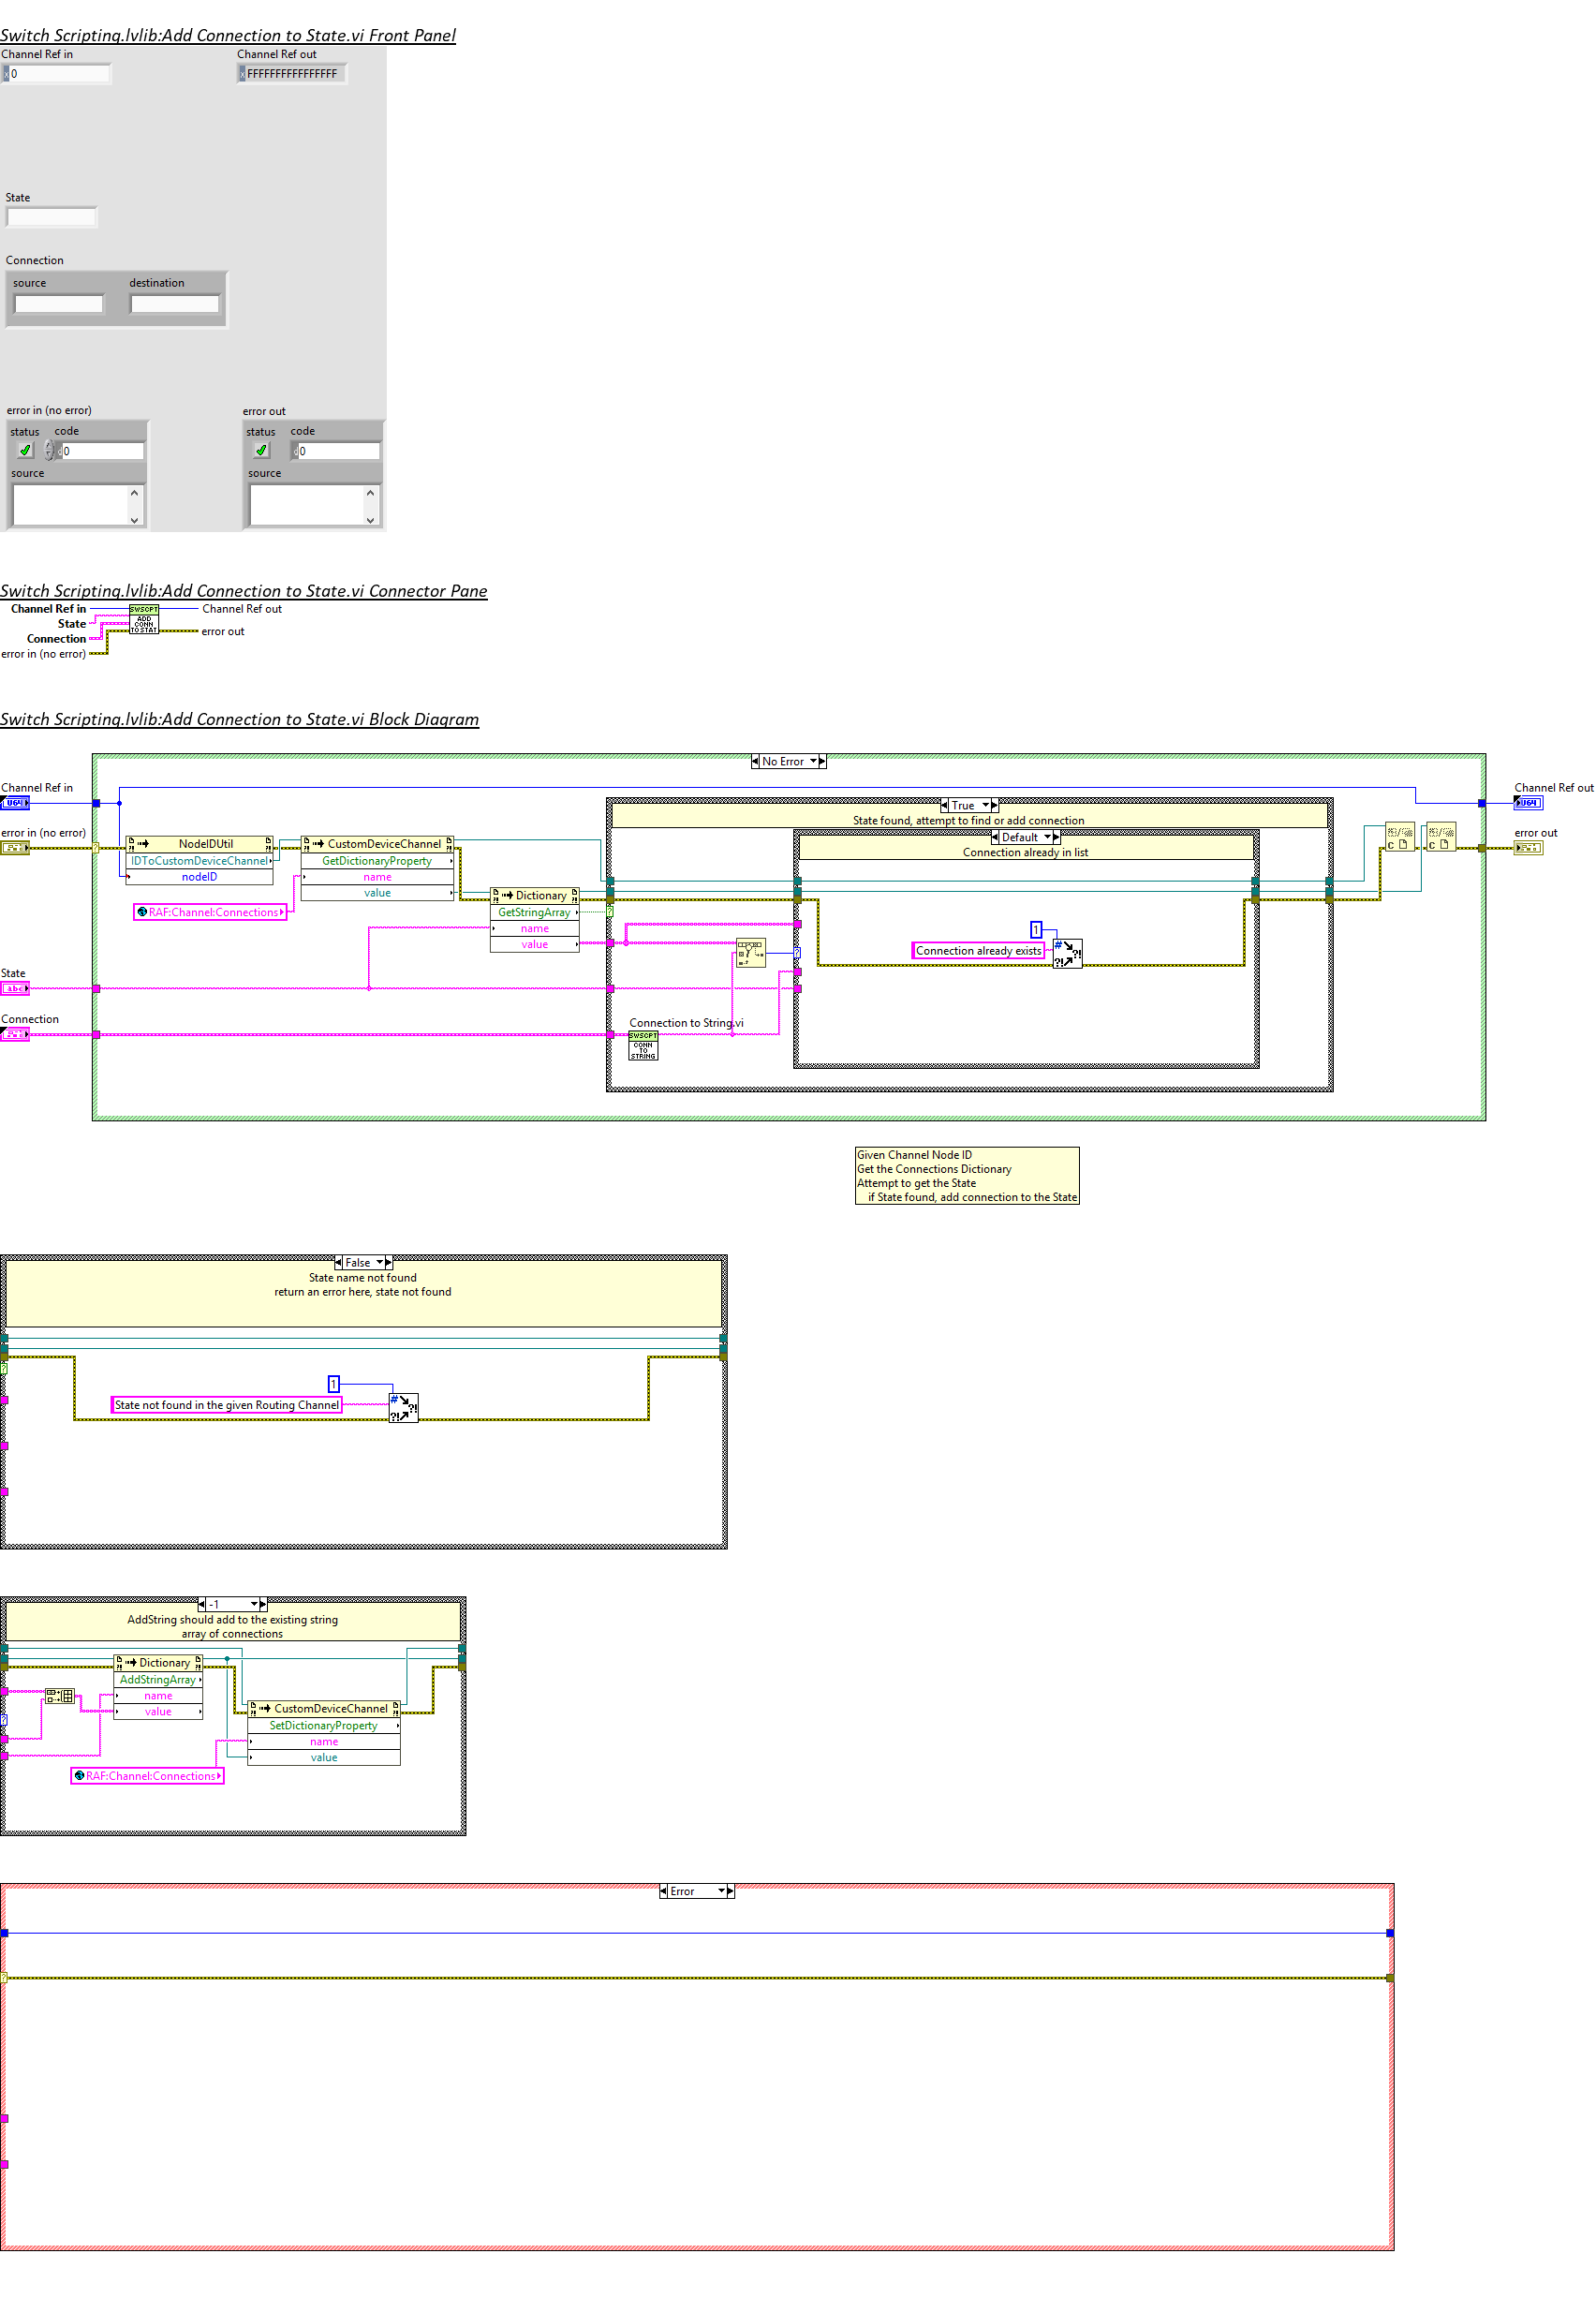 Switch Scripting.lvlib:Add Connection to State.vi Front Panel
Channel Ref in
Channel Ref out
x 0
x FFFFFFFFFFFFFFFF
State
Connection
source
destination
error in (no error)
error out
status
code
status
code
0
0
source
source
Switch Scripting.lvlib:Add Connection to State.vi Connector Pane
Channel Ref in
Channel Ref out
State
Connection
error in (no error)
error out
SWSCPT
ADD
CONN
TO STAT
Switch Scripting.lvlib:Add Connection to State.vi Block Diagram
No Error
Channel Ref in
U64
Channel Ref out
U64
True
State found, attempt to find or add connection
error in (no error)
error out
Default
Connection already in list
NodeIDUtil
IDToCustomDeviceChannel
nodeID
CustomDeviceChannel
GetDictionaryProperty
name
value
RAF:Channel:Connections
Dictionary
GetStringArray
name
value
1
Connection already exists
State
abc
Connection
Connection to String.vi
SWSCPT
CONN
TO
STRING
Given Channel Node ID
Get the Connections Dictionary
Attempt to get the State
if State found, add connection to the State
False
State name not found
return an error here, state not found
1
State not found in the given Routing Channel
-1
AddString should add to the existing string
array of connections
Dictionary
AddStringArray
name
value
CustomDeviceChannel
SetDictionaryProperty
name
value
RAF:Channel:Connections
Error